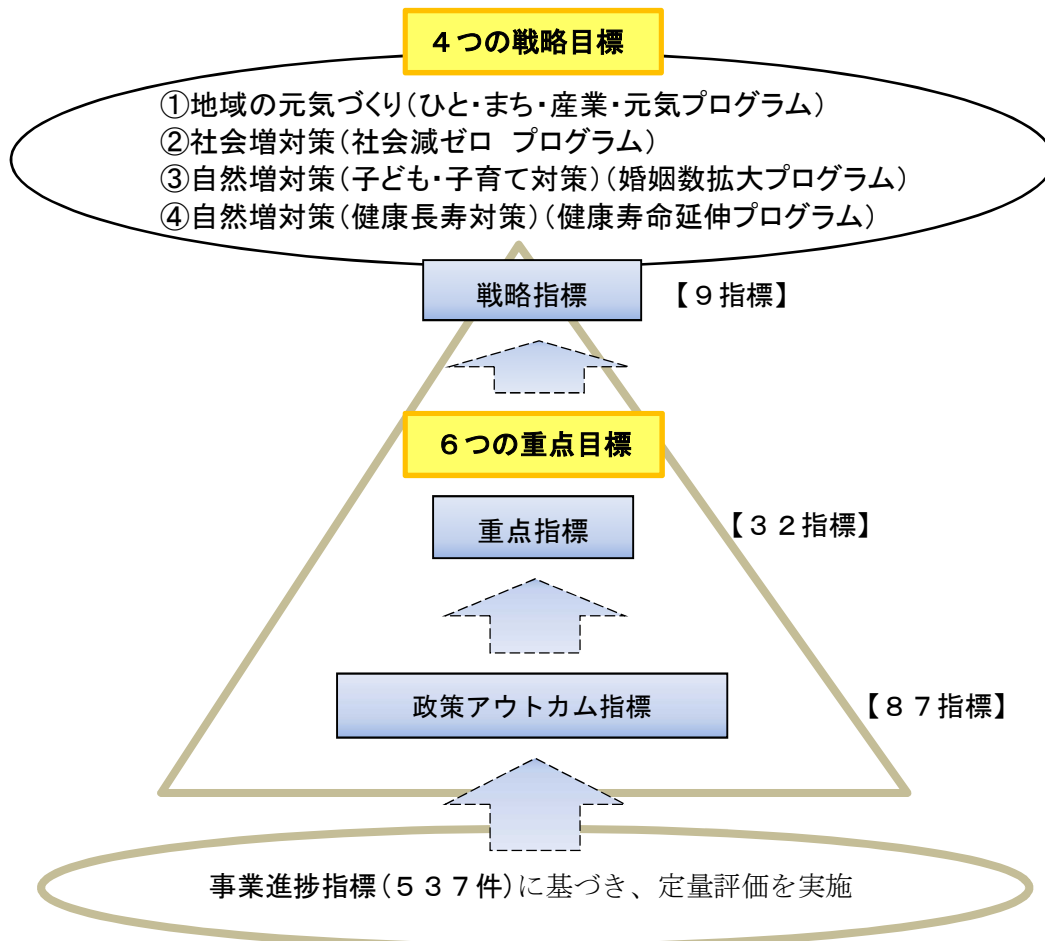 ４つの戦略目標
①地域の元気づくり（ひと・まち・産業・元気プログラム）
②社会増対策（社会減ゼロ　プログラム）
③自然増対策（子ども・子育て対策）（婚姻数拡大プログラム）
④自然増対策（健康長寿対策）（健康寿命延伸プログラム）
戦略指標
【９指標】
６つの重点目標
重点指標
【３２指標】
政策アウトカム指標
【８７指標】
事業進捗指標（５３７件）に基づき、定量評価を実施